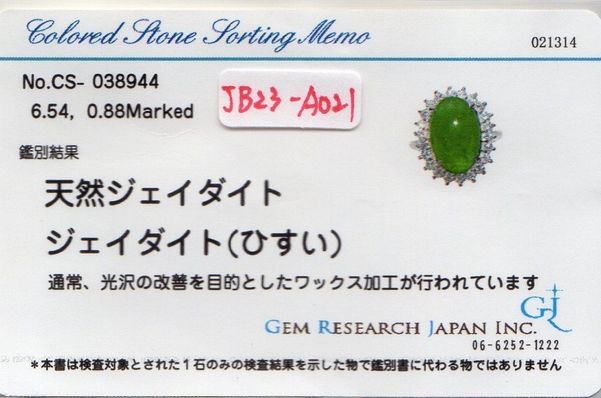 Colored Stone Sorting Memo
021314
No.CS- 038944
6.54, 0.88Marked
JB23-A021
鑑別結果
天然ジェイダイト
ジェイダイト(ひすい)
通常、光沢の改善を目的としたワックス加工が行われています
GJ
GEM RESEARCH JAPAN INC.
06-6252-1222
*本書は検査対象とされた1石のみの検査結果を示した物で鑑別書に代わる物ではありません